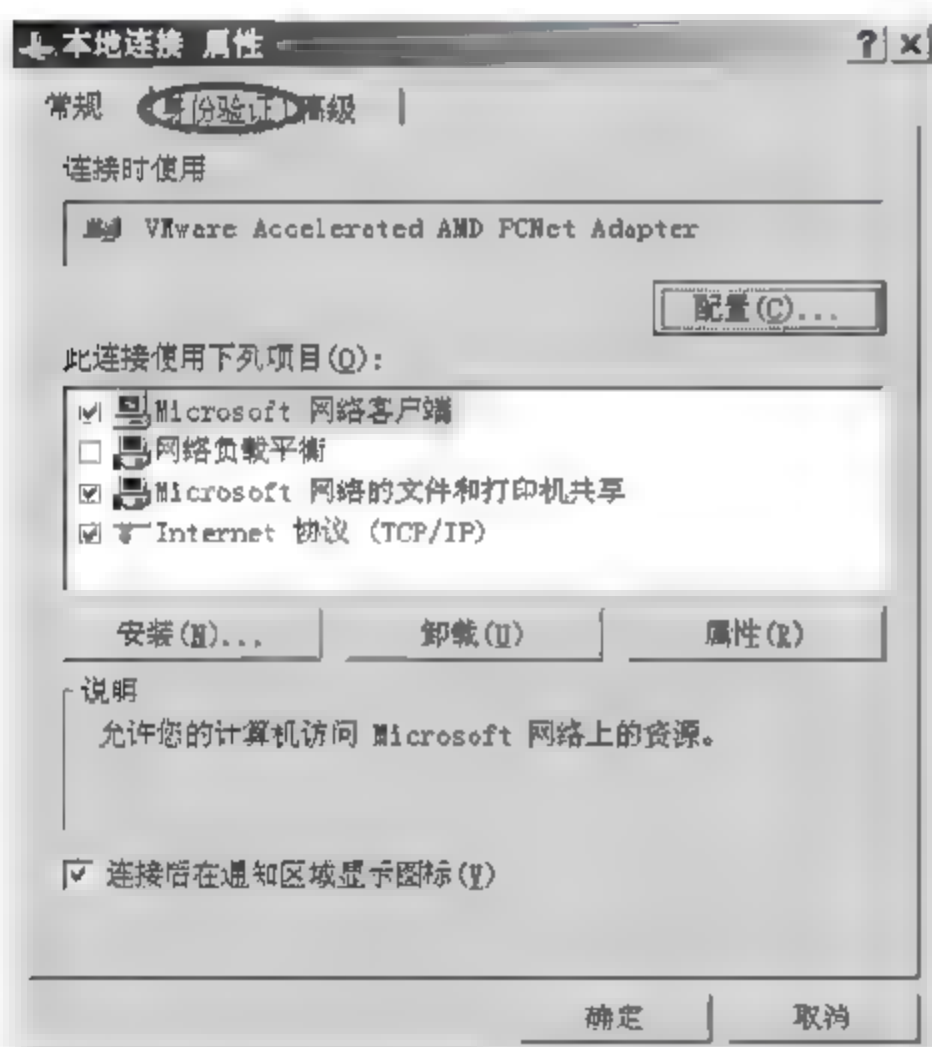 本地连接 属性
常规 身份验证 高级
连接时使用
VMware Accelerated AMD PCNet Adapter
配置(C)...
此连接使用下列项目(O):
Microsoft 网络客户端
网络负载平衡
Microsoft 网络的文件和打印机共享
Internet 协议 (TCP/IP)
安装(N)... 卸载(U) 属性(R)
说明
允许您的计算机访问 Microsoft 网络上的资源。
连接后在通知区域显示图标(W)
确定 取消